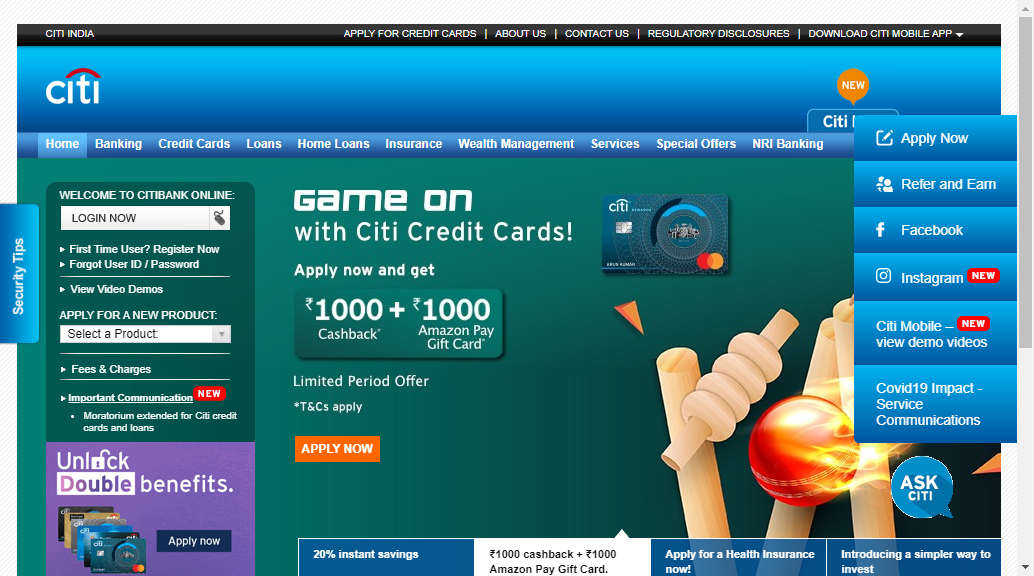 CITI INDIA
APPLY FOR CREDIT CARDS | ABOUT US | CONTACT US | REGULATORY DISCLOSURES | DOWNLOAD CITI MOBILE APP
citi
NEW
Citi
Home Banking Credit Cards Loans Home Loans Insurance Wealth Management Services Special Offers NRI Banking
Apply Now
Refer and Earn
Facebook
Instagram NEW
Citi Mobile – NEW
view demo videos
Covid19 Impact -
Service
Communications
Security Tips
WELCOME TO CITIBANK ONLINE:
LOGIN NOW
First Time User? Register Now
Forgot User ID / Password
View Video Demos
APPLY FOR A NEW PRODUCT:
Select a Product:
Fees & Charges
Important Communication NEW
Moratorium extended for Citi credit
cards and loans
Unlock
Double benefits.
Apply now
GAME ON
with Citi Credit Cards!
Apply now and get
₹1000 + ₹1000
Cashback*
Amazon Pay
Gift Card*
Limited Period Offer
*T&Cs apply
APPLY NOW
citi REWARDS
ARUN KUMAR
ASK
CITI
20% instant savings
₹1000 cashback + ₹1000
Amazon Pay Gift Card.
Apply for a Health Insurance
now!
Introducing a simpler way to
invest